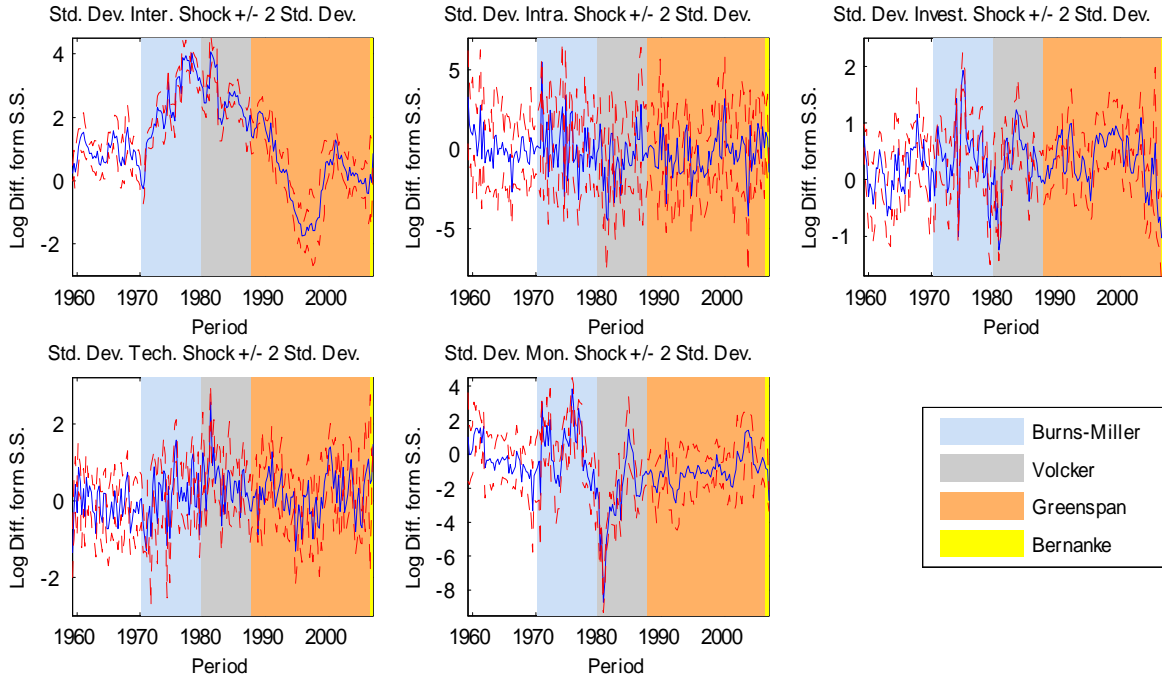 Std. Dev. Inter. Shock +/- 2 Std. Dev.
Std. Dev. Intra. Shock +/- 2 Std. Dev.
Std. Dev. Invest. Shock +/- 2 Std. Dev.
Log Diff. form S.S.
4
2
0
-2
1960 1970 1980 1990 2000
Period
Log Diff. form S.S.
5
0
-5
1960 1970 1980 1990 2000
Period
Log Diff. form S.S.
2
1
0
-1
1960 1970 1980 1990 2000
Period
Std. Dev. Tech. Shock +/- 2 Std. Dev.
Std. Dev. Mon. Shock +/- 2 Std. Dev.
Log Diff. form S.S.
2
0
-2
1960 1970 1980 1990 2000
Period
Log Diff. form S.S.
4
2
0
-2
-4
-6
-8
1960 1970 1980 1990 2000
Period
Burns-Miller
Volcker
Greenspan
Bernanke